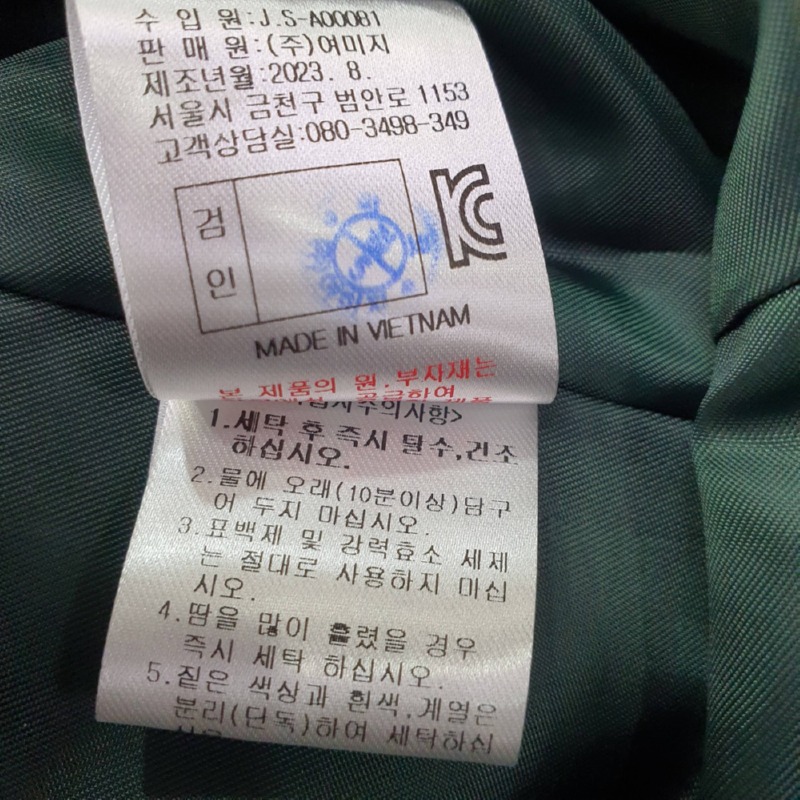 수 입 원:J.S-A00081
판 매 원:(주)여미지
제조년월:2023. 8.
서울시 금천구 범안로 1153
고객상담실:080-3498-349
검
인
KC
MADE IN VIETNAM
본 제품의 원.부자재는
주의사항>
1.세탁 후 즉시 탈수,건조
하십시오.
2.물에 오래(10분이상)담구
어 두지 마십시오.
3.표백제 및 강력효소 세제
는 절대로 사용하지 마십
시오.
4.땀을 많이 흘렸을 경우
즉시 세탁 하십시오.
5.짙은 색상과 흰색,계열은
분리(단독)하여 세탁하십